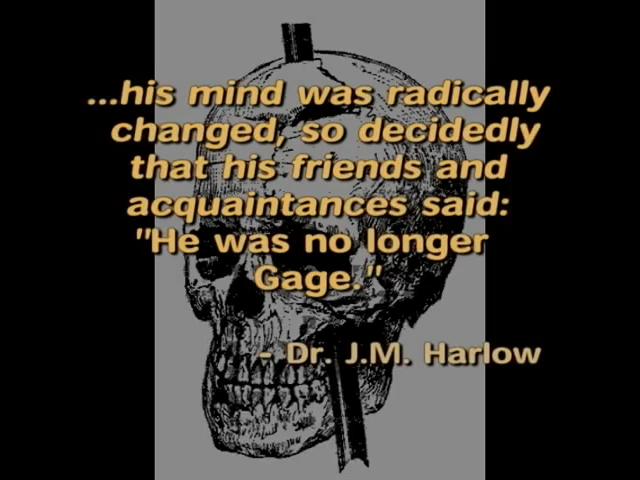 ...his mind was radically
changed, so decidedly
that his friends and
acquaintances said:
"He was no longer
Gage."
- Dr. J.M. Harlow